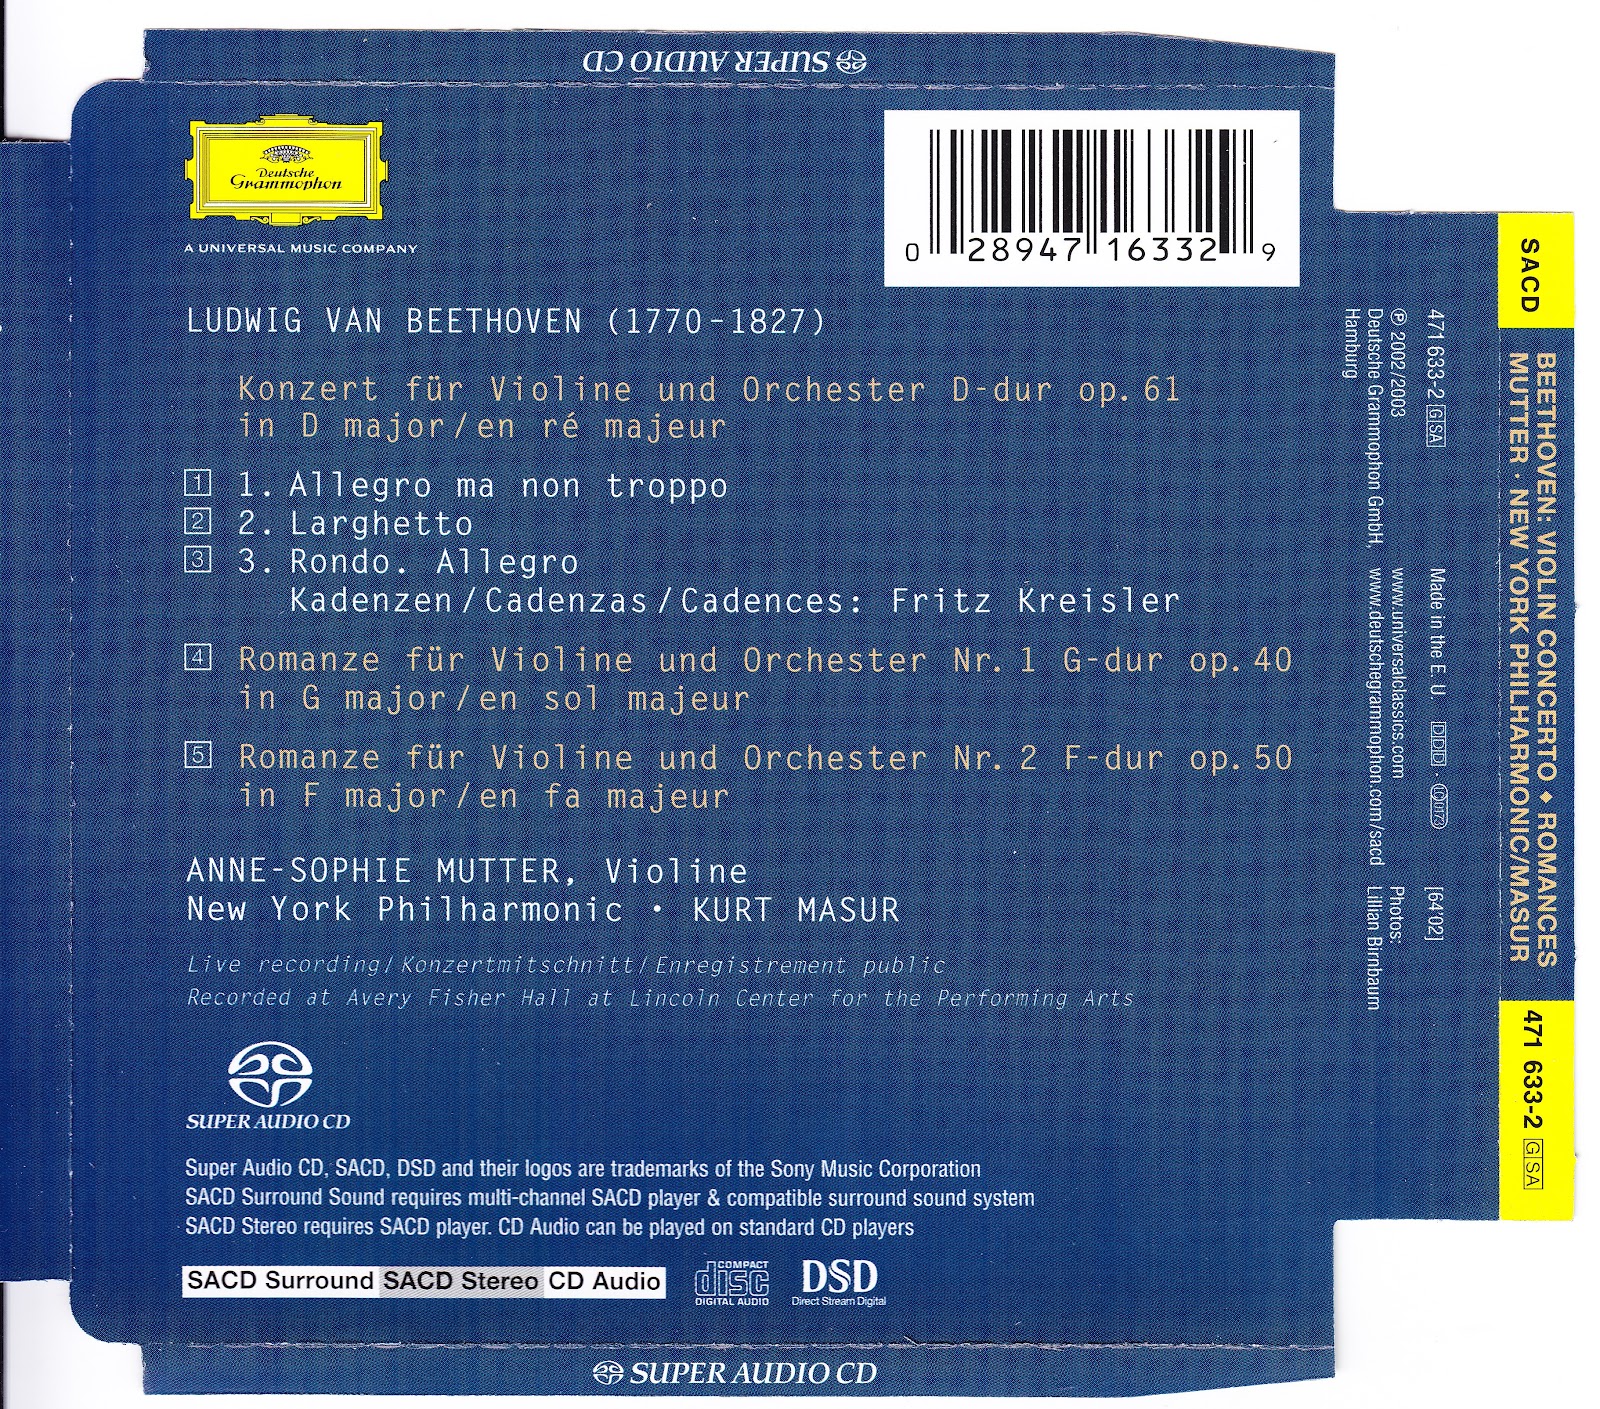 SUPER AUDIO CD
Deutsche
Grammophon
A UNIVERSAL MUSIC COMPANY
0 28947 16332 9
LUDWIG VAN BEETHOVEN (1770-1827)
Konzert für Violine und Orchester D-dur op. 61
in D major/en ré majeur
1 1. Allegro ma non troppo
2 2. Larghetto
3 3. Rondo. Allegro
Kadenzen/Cadenzas/Cadences: Fritz Kreisler
4 Romanze für Violine und Orchester Nr. 1 G-dur op. 40
in G major/en sol majeur
5 Romanze für Violine und Orchester Nr. 2 F-dur op. 50
in F major/en fa majeur
ANNE-SOPHIE MUTTER, Violine
New York Philharmonic • KURT MASUR
Live recording/Konzertmitschnitt/Enregistrement public
Recorded at Avery Fisher Hall at Lincoln Center for the Performing Arts
SUPER AUDIO CD
Super Audio CD, SACD, DSD and their logos are trademarks of the Sony Music Corporation
SACD Surround Sound requires multi-channel SACD player & compatible surround sound system
SACD Stereo requires SACD player. CD Audio can be played on standard CD players
SACD Surround SACD Stereo CD Audio
COMPACT
disc
DIGITAL AUDIO
DSD
Direct Stream Digital
SUPER AUDIO CD
471 633-2 G SA
℗ 2002/2003
Deutsche Grammophon GmbH,
Hamburg
Made in the E. U.
www.universalclassics.com
www.deutschegrammophon.com/sacd
DDD ·
[64'02]
Photos:
Lillian Birnbaum
SACD
BEETHOVEN: VIOLIN CONCERTO ◆ ROMANCES
MUTTER · NEW YORK PHILHARMONIC/MASUR
471 633-2 G SA